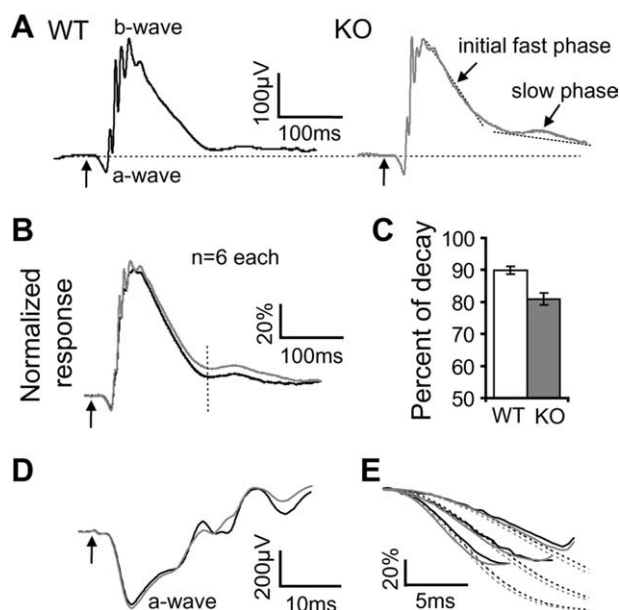 A WT KO
b-wave
initial fast phase
slow phase
100µV
100ms
100ms
a-wave
B
n=6 each
Normalized
response
20%
100ms
C
Percent of decay
100
90
80
70
60
50
WT KO
D
a-wave
200µV
10ms
E
20%
5ms